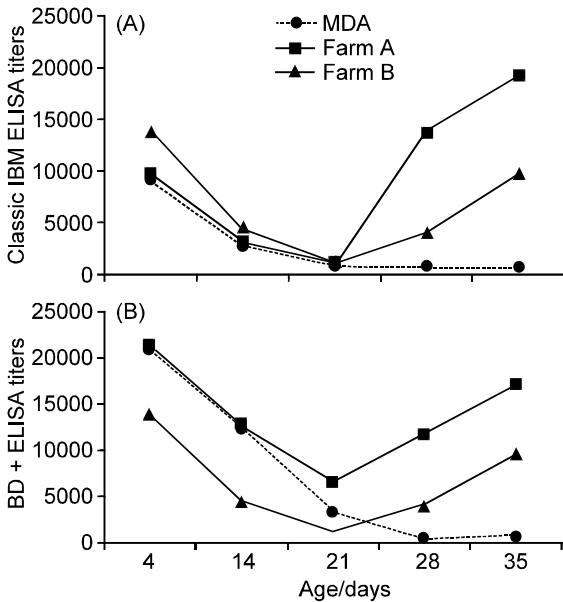 (A)
MDA
Farm A
Farm B
Classic IBM ELISA titers
25000
20000
15000
10000
5000
0
(B)
BD + ELISA titers
25000
20000
15000
10000
5000
0
4 14 21 28 35
Age/days